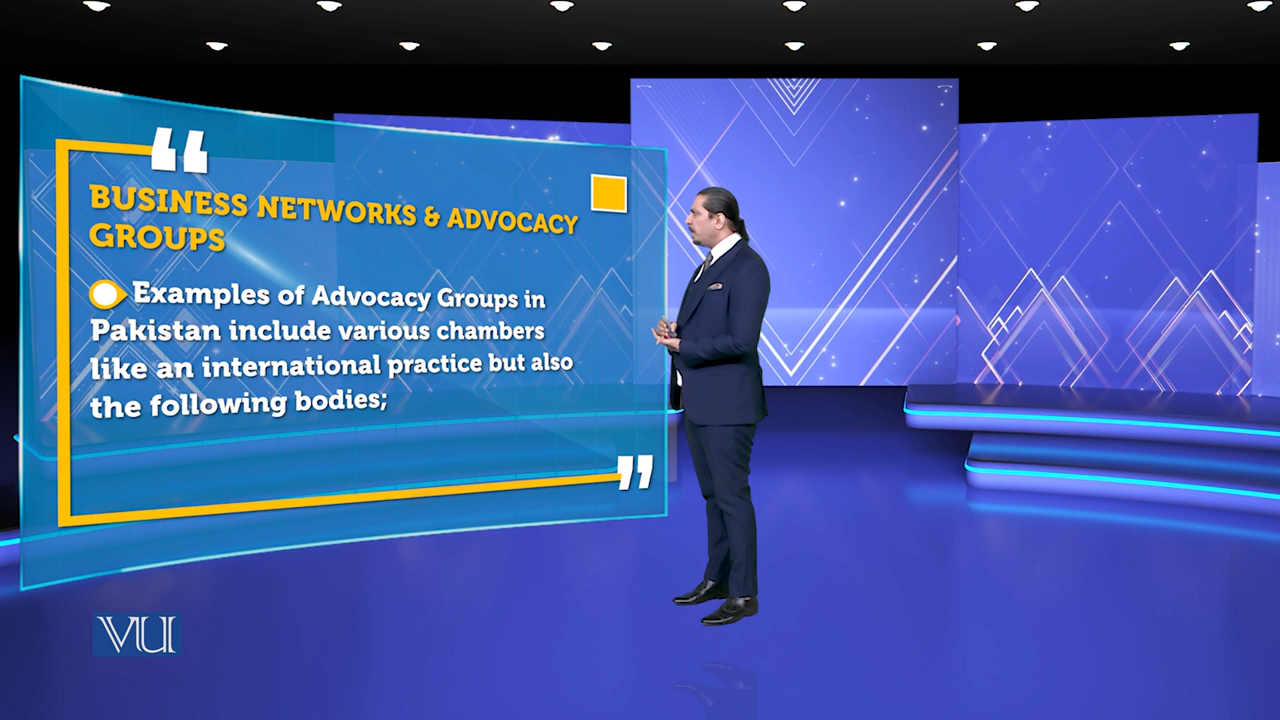 BUSINESS NETWORKS & ADVOCACY
GROUPS
Examples of Advocacy Groups in
Pakistan include various chambers
like an international practice but also
the following bodies;
VU